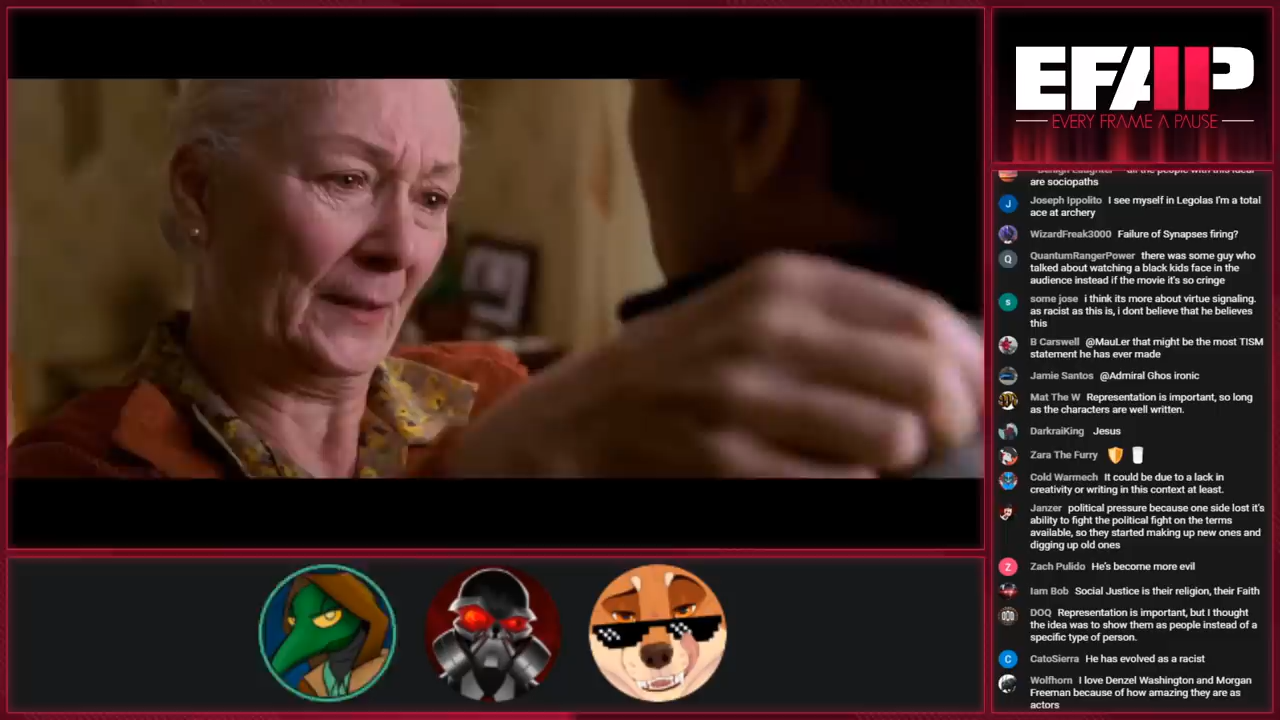 EFAP
EVERY FRAME A PAUSE
all the people with this
are sociopaths
Joseph Ippolito I see myself in Legolas I'm a total
ace at archery
WizardFreak3000 Failure of Synapses firing?
QuantumRangerPower there was some guy who
talked about watching a black kids face in the
audience instead if the movie it's so cringe
some jose i think its more about virtue signaling.
as racist as this is, i dont believe that he believes
this
B Carswell @MauLer that might be the most TISM
statement he has ever made
Jamie Santos @Admiral Ghos ironic
Mat The W Representation is important, so long
as the characters are well written.
DarkraiKing Jesus
Zara The Furry
Cold Warmech It could be due to a lack in
creativity or writing in this context at least.
Janzer political pressure because one side lost it's
ability to fight the political fight on the terms
available, so they started making up new ones and
digging up old ones
Zach Pulido He's become more evil
Iam Bob Social Justice is their religion, their Faith
DOQ Representation is important, but I thought
the idea was to show them as people instead of a
specific type of person.
CatoSierra He has evolved as a racist
Wolfhorn I love Denzel Washington and Morgan
Freeman because of how amazing they are as
actors